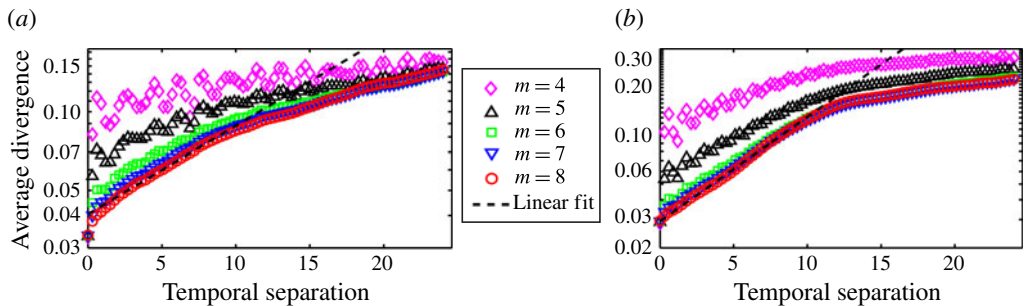 (a)
Average divergence
0.15
0.10
0.07
0.05
0.04
0.03
0 5 10 15 20
Temporal separation
m = 4
m = 5
m = 6
m = 7
m = 8
Linear fit
(b)
0.30
0.10
0.06
0.03
0.02
0 5 10 15 20
Temporal separation